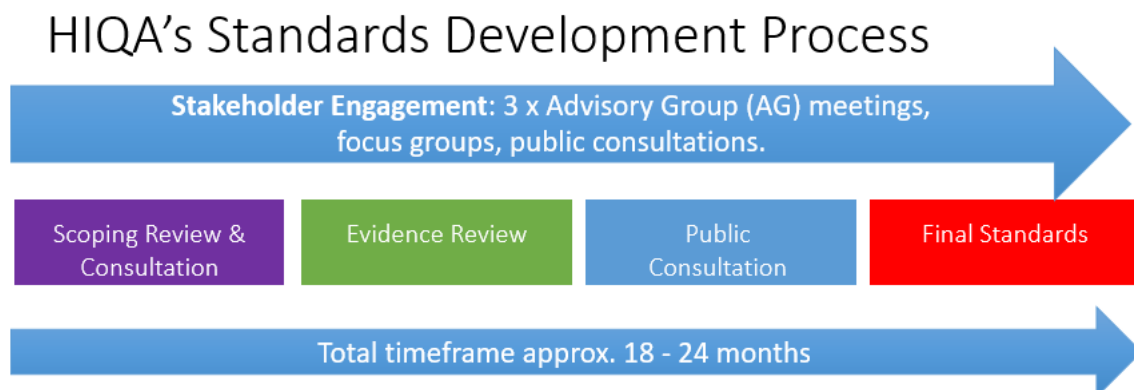 HIQA's Standards Development Process
Stakeholder Engagement: 3 x Advisory Group (AG) meetings,
focus groups, public consultations.
Scoping Review &
Consultation
Evidence Review
Public
Consultation
Final Standards
Total timeframe approx. 18 - 24 months